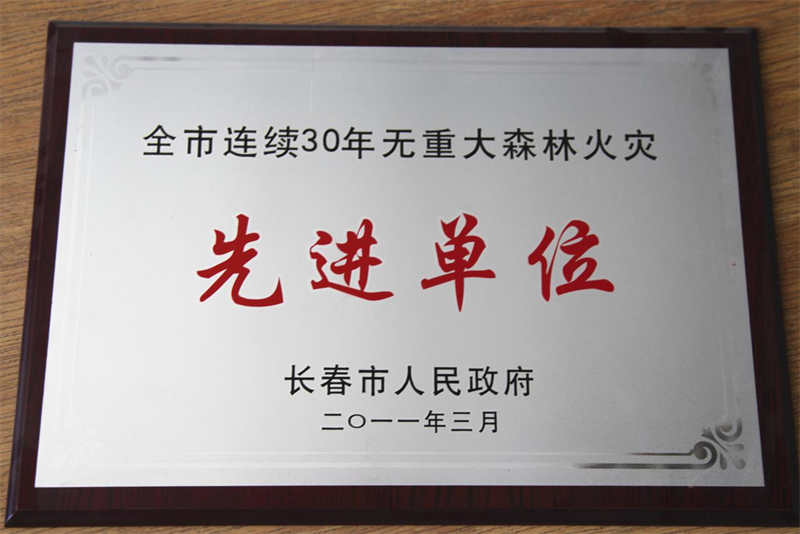 全市连续30年无重大森林火灾
先进单位
长春市人民政府
二〇一一年三月